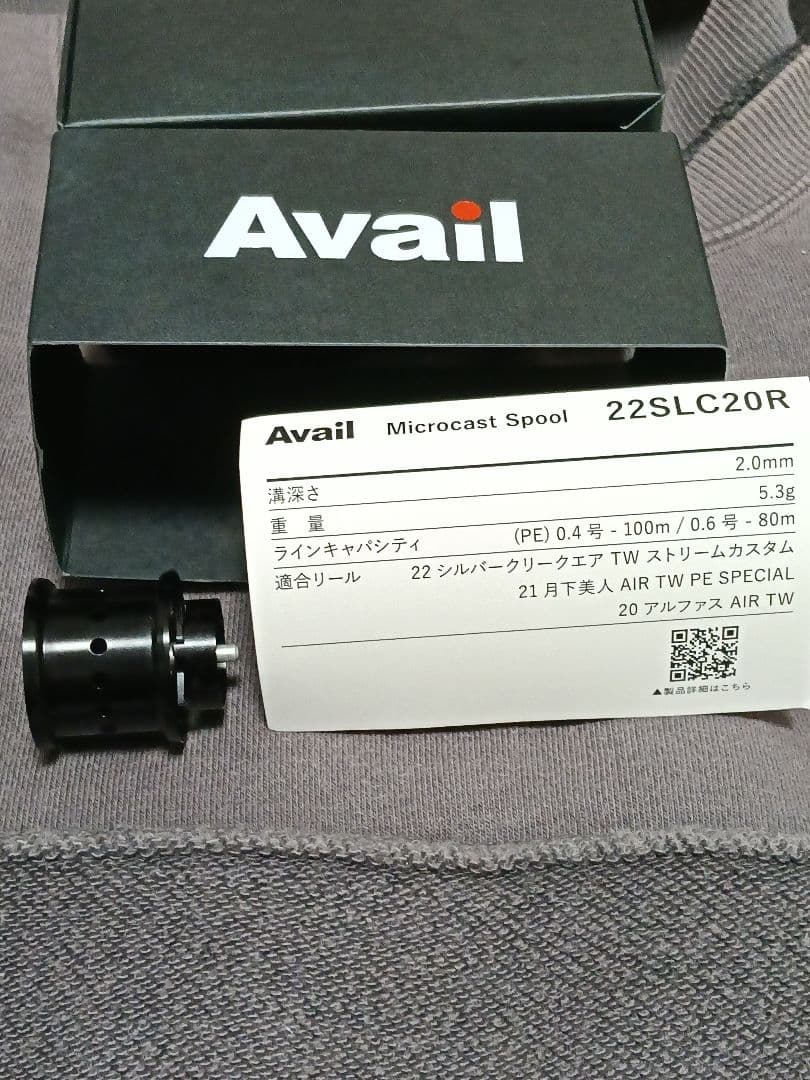 Avail
Avail Microcast Spool 22SLC20R
溝深さ 2.0mm
重 量 5.3g
ラインキャパシティ (PE) 0.4 号 - 100m / 0.6 号 - 80m
適合リール 22 シルバークリークエア TW ストリームカスタム
21 月下美人 AIR TW PE SPECIAL
20 アルファス AIR TW
▲製品詳細はこちら